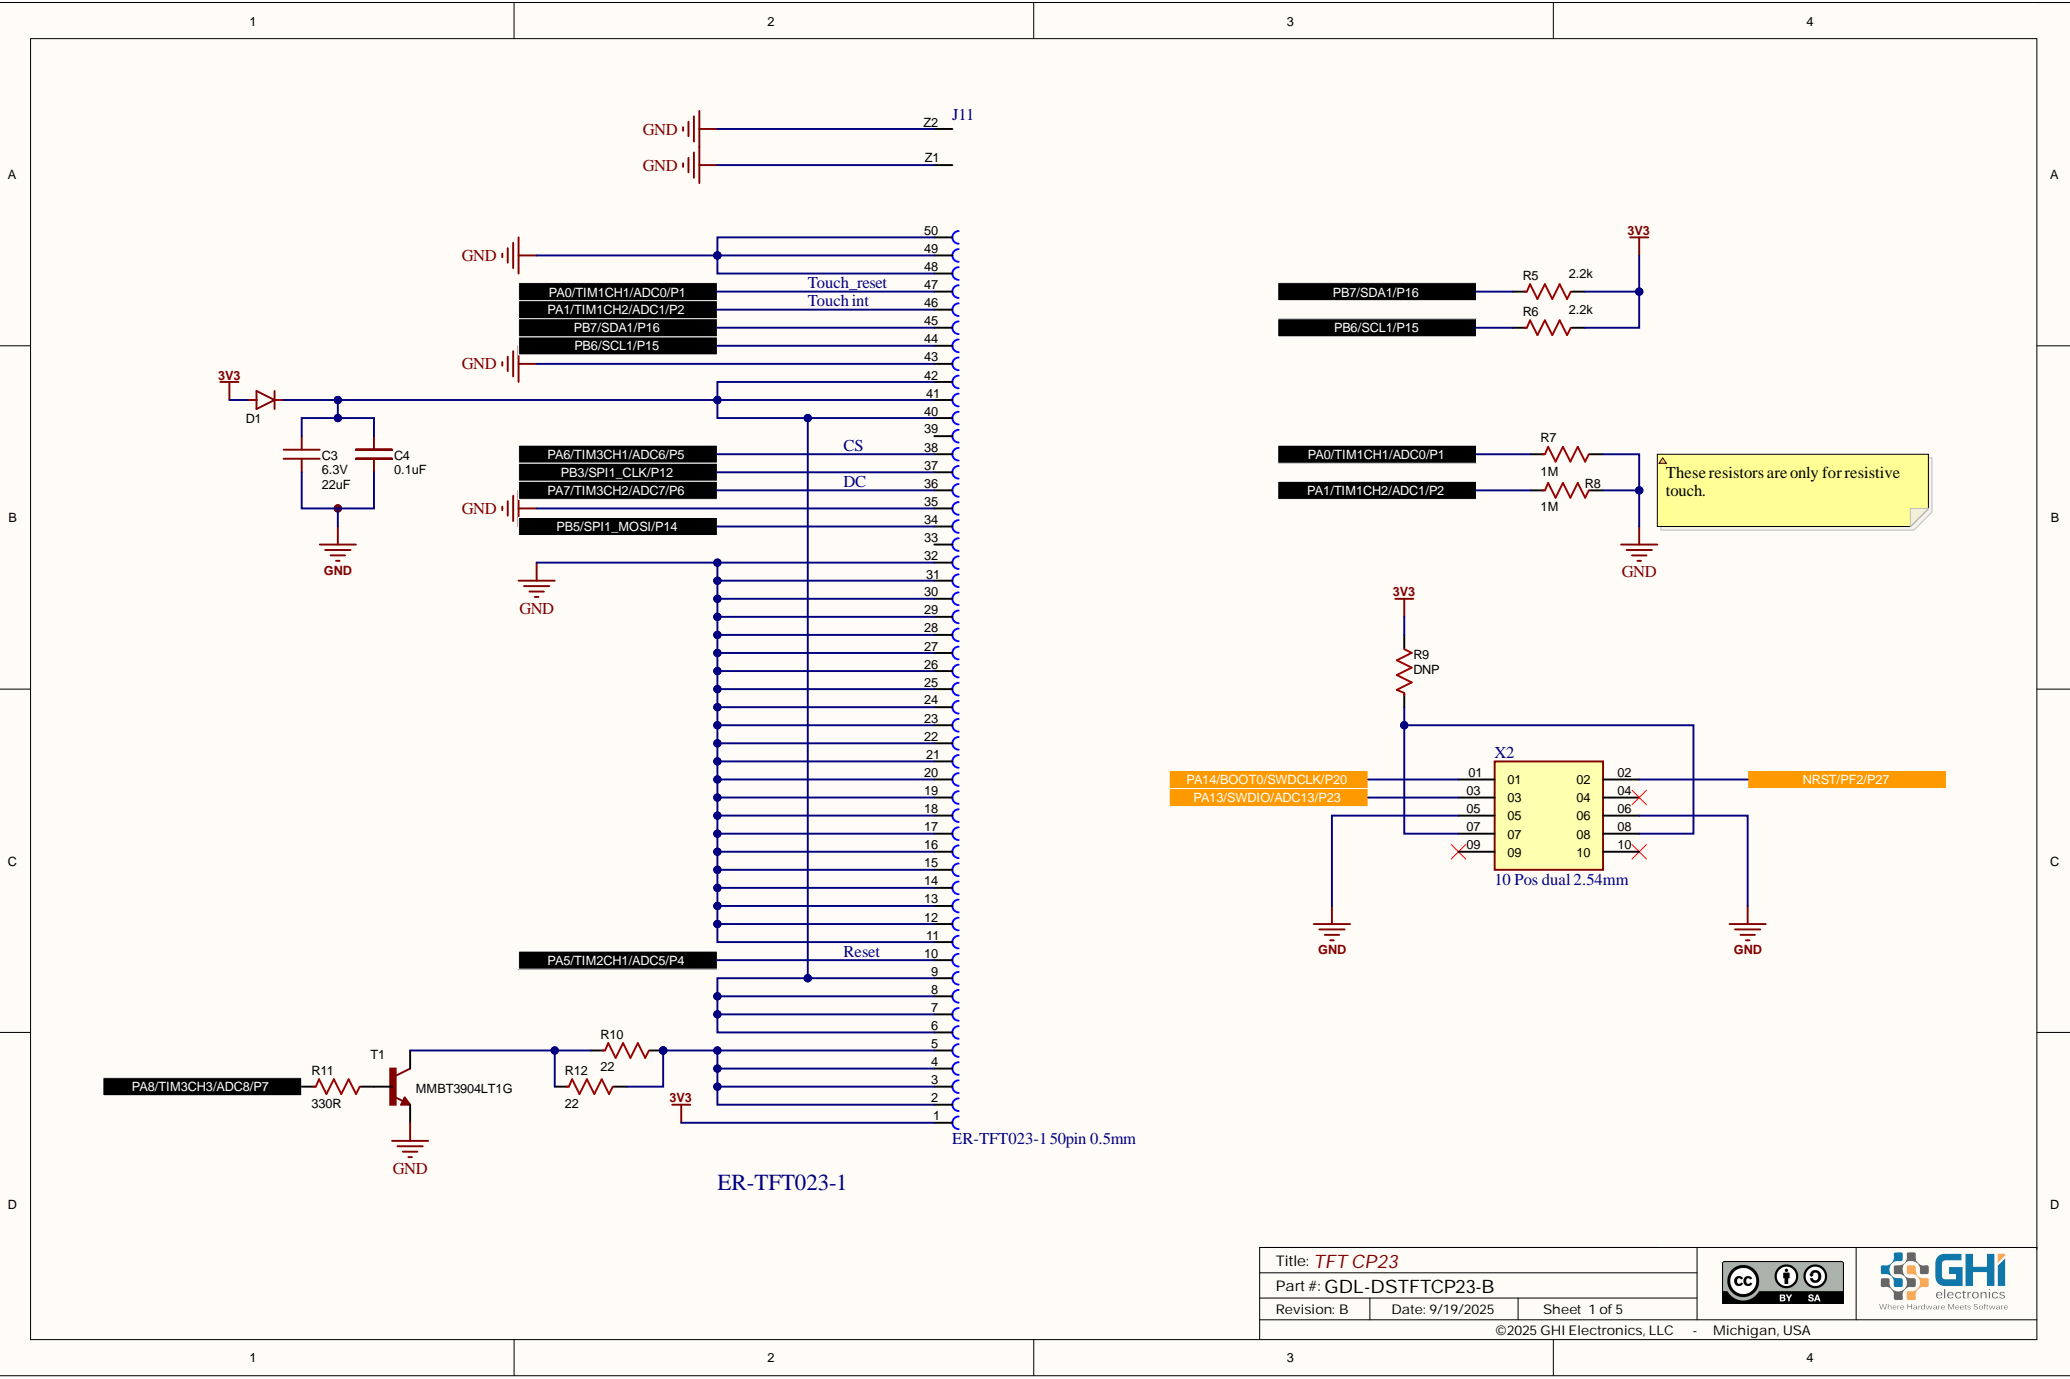 1 2 3 4
A A
B B
C C
D D
1 2 3 4
J11
GND Z2
GND Z1
50
GND 49
48
PA0/TIM1CH1/ADC0/P1 Touch_reset 47
PA1/TIM1CH2/ADC1/P2 Touch int 46
PB7/SDA1/P16 45
PB6/SCL1/P15 44
GND 43
42
3V3 41
D1
40
39
C3
6.3V
22uF
C4
0.1uF
GND
PA6/TIM3CH1/ADC6/P5 CS 38
PB3/SPI1_CLK/P12 37
PA7/TIM3CH2/ADC7/P6 DC 36
GND 35
PB5/SPI1_MOSI/P14 34
33
32
GND
31
30
29
28
27
26
25
24
23
22
21
20
19
18
17
16
15
14
13
12
11
PA5/TIM2CH1/ADC5/P4 Reset 10
9
8
7
6
5
4
3
2
3V3 1
R10
22
R12
22
T1
MMBT3904LT1G
PA8/TIM3CH3/ADC8/P7
R11
330R
GND
ER-TFT023-1 50pin 0.5mm
ER-TFT023-1
3V3
PB7/SDA1/P16 R5 2.2k
PB6/SCL1/P15 R6 2.2k
PA0/TIM1CH1/ADC0/P1 R7
1M
PA1/TIM1CH2/ADC1/P2 R8
1M
GND
These resistors are only for resistive
touch.
3V3
R9
DNP
X2
PA14/BOOT0/SWDCLK/P20 01 01 02 02 NRST/PF2/P27
PA13/SWDIO/ADC13/P23 03 03 04 04
05 05 06 06
07 07 08 08
09 09 10 10
10 Pos dual 2.54mm
GND GND
Title: TFT CP23
Part #: GDL-DSTFTCP23-B
Revision: B Date: 9/19/2025 Sheet 1 of 5
©2025 GHI Electronics, LLC - Michigan, USA
cc BY SA
GHI
electronics
Where Hardware Meets Software